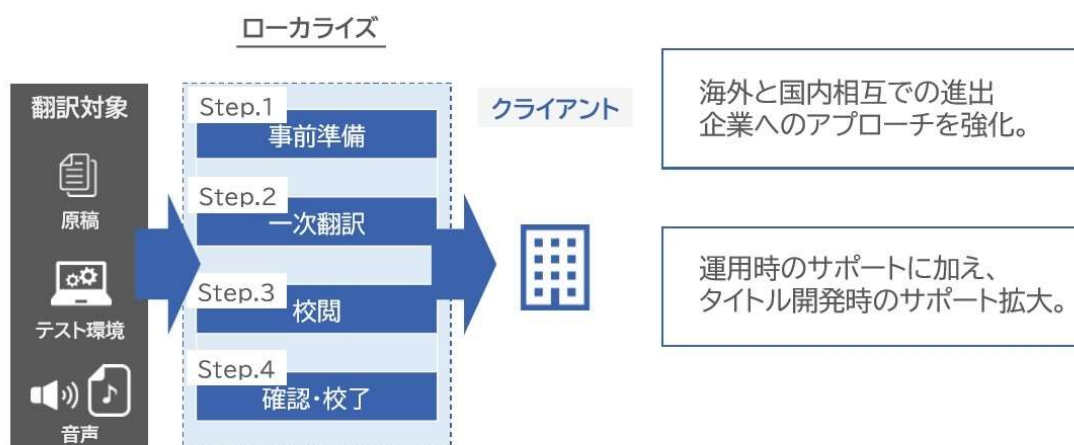 ローカライズ
翻訳対象
原稿
テスト環境
音声
Step.1
事前準備
Step.2
一次翻訳
Step.3
校閲
Step.4
確認・校了
クライアント
海外と国内相互での進出
企業へのアプローチを強化。
運用時のサポートに加え、
タイトル開発時のサポート拡大。